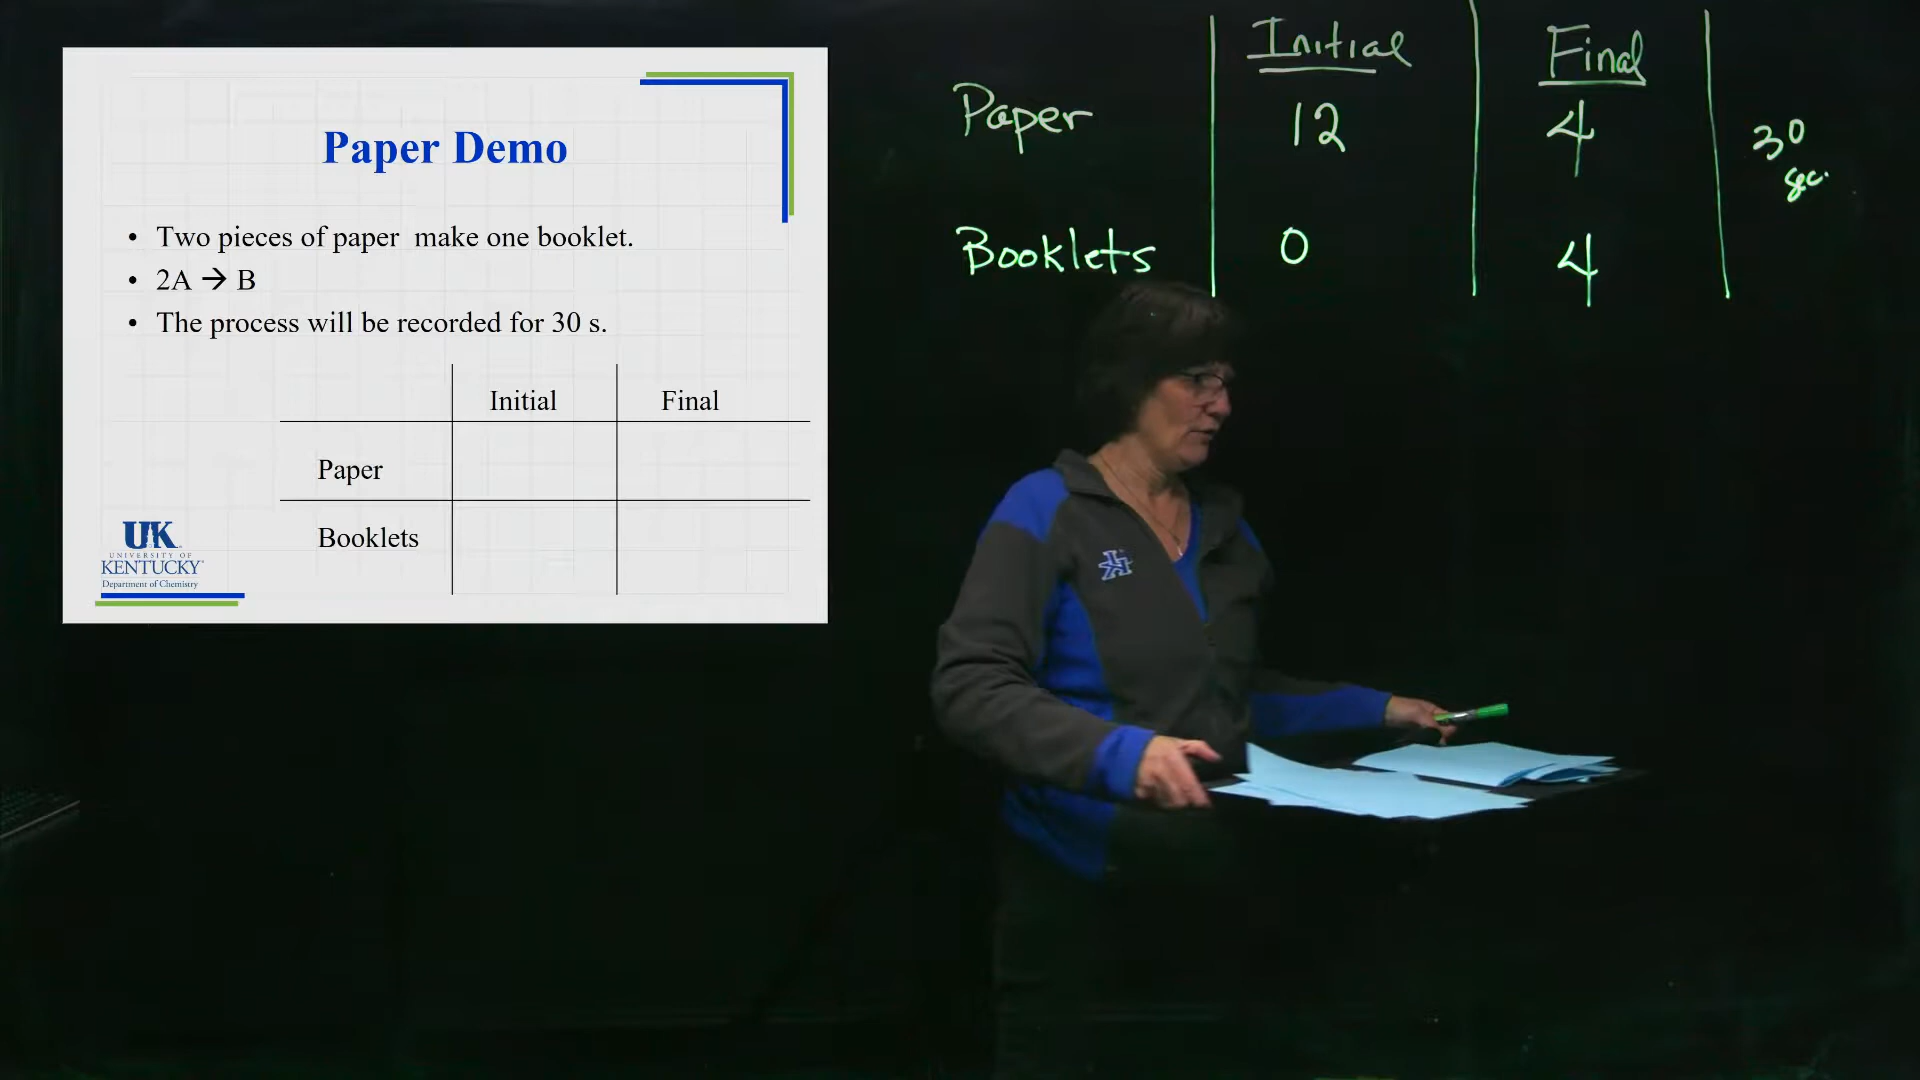 Paper Demo
• Two pieces of paper make one booklet.
• 2A → B
• The process will be recorded for 30 s.
Initial Final
Paper
Booklets
UK
UNIVERSITY OF
KENTUCKY
Department of Chemistry
Initial Final
Paper 12 4
30
sec.
Booklets 0 4